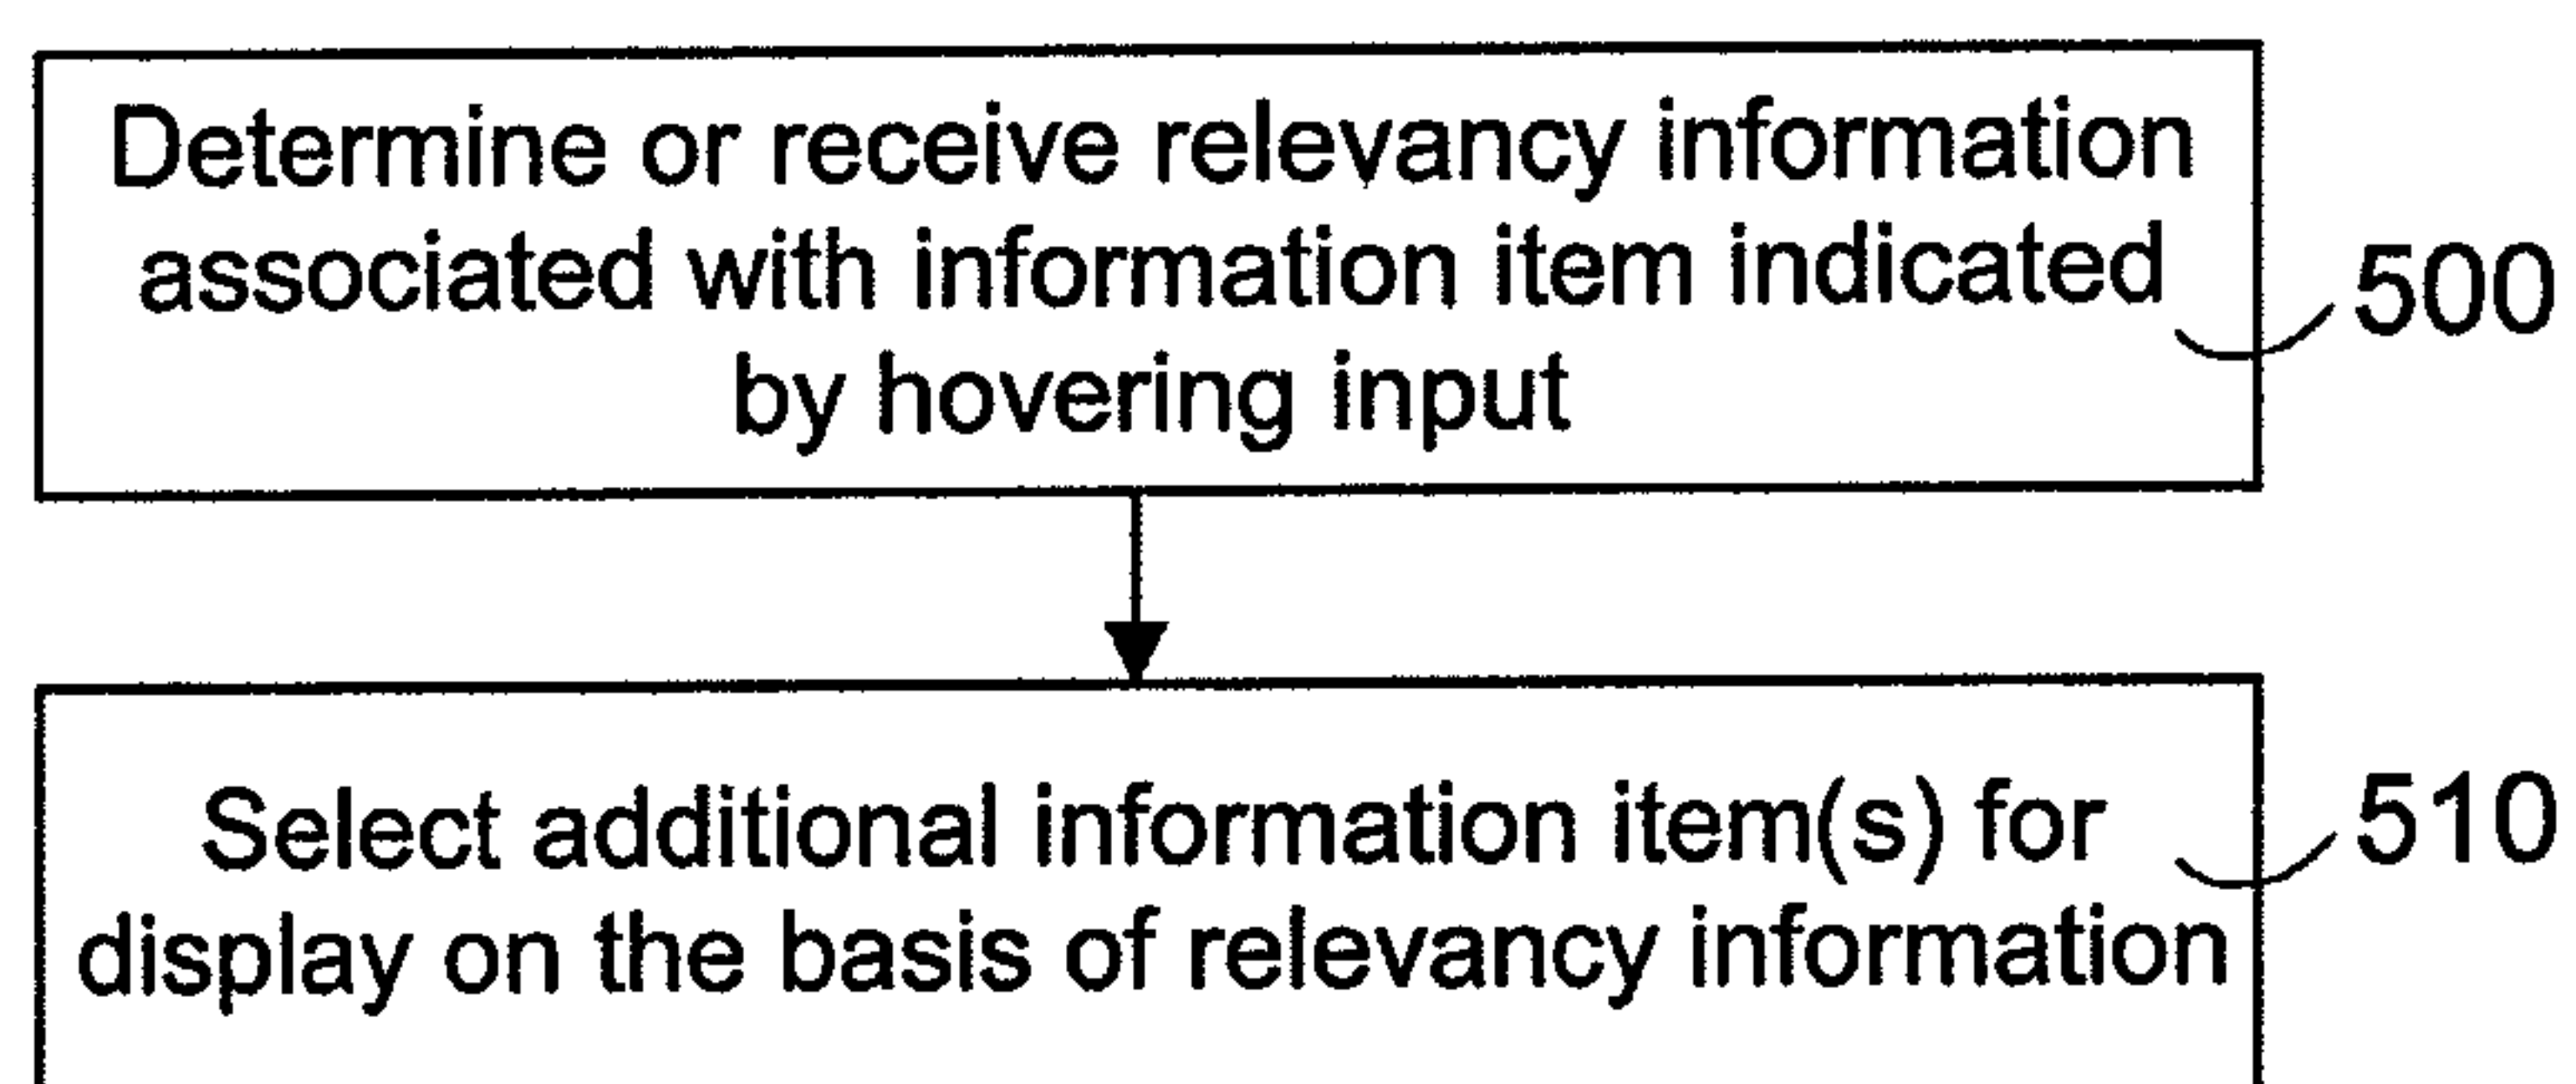 Determine or receive relevancy information
associated with information item indicated
by hovering input
500
Select additional information item(s) for
display on the basis of relevancy information
510